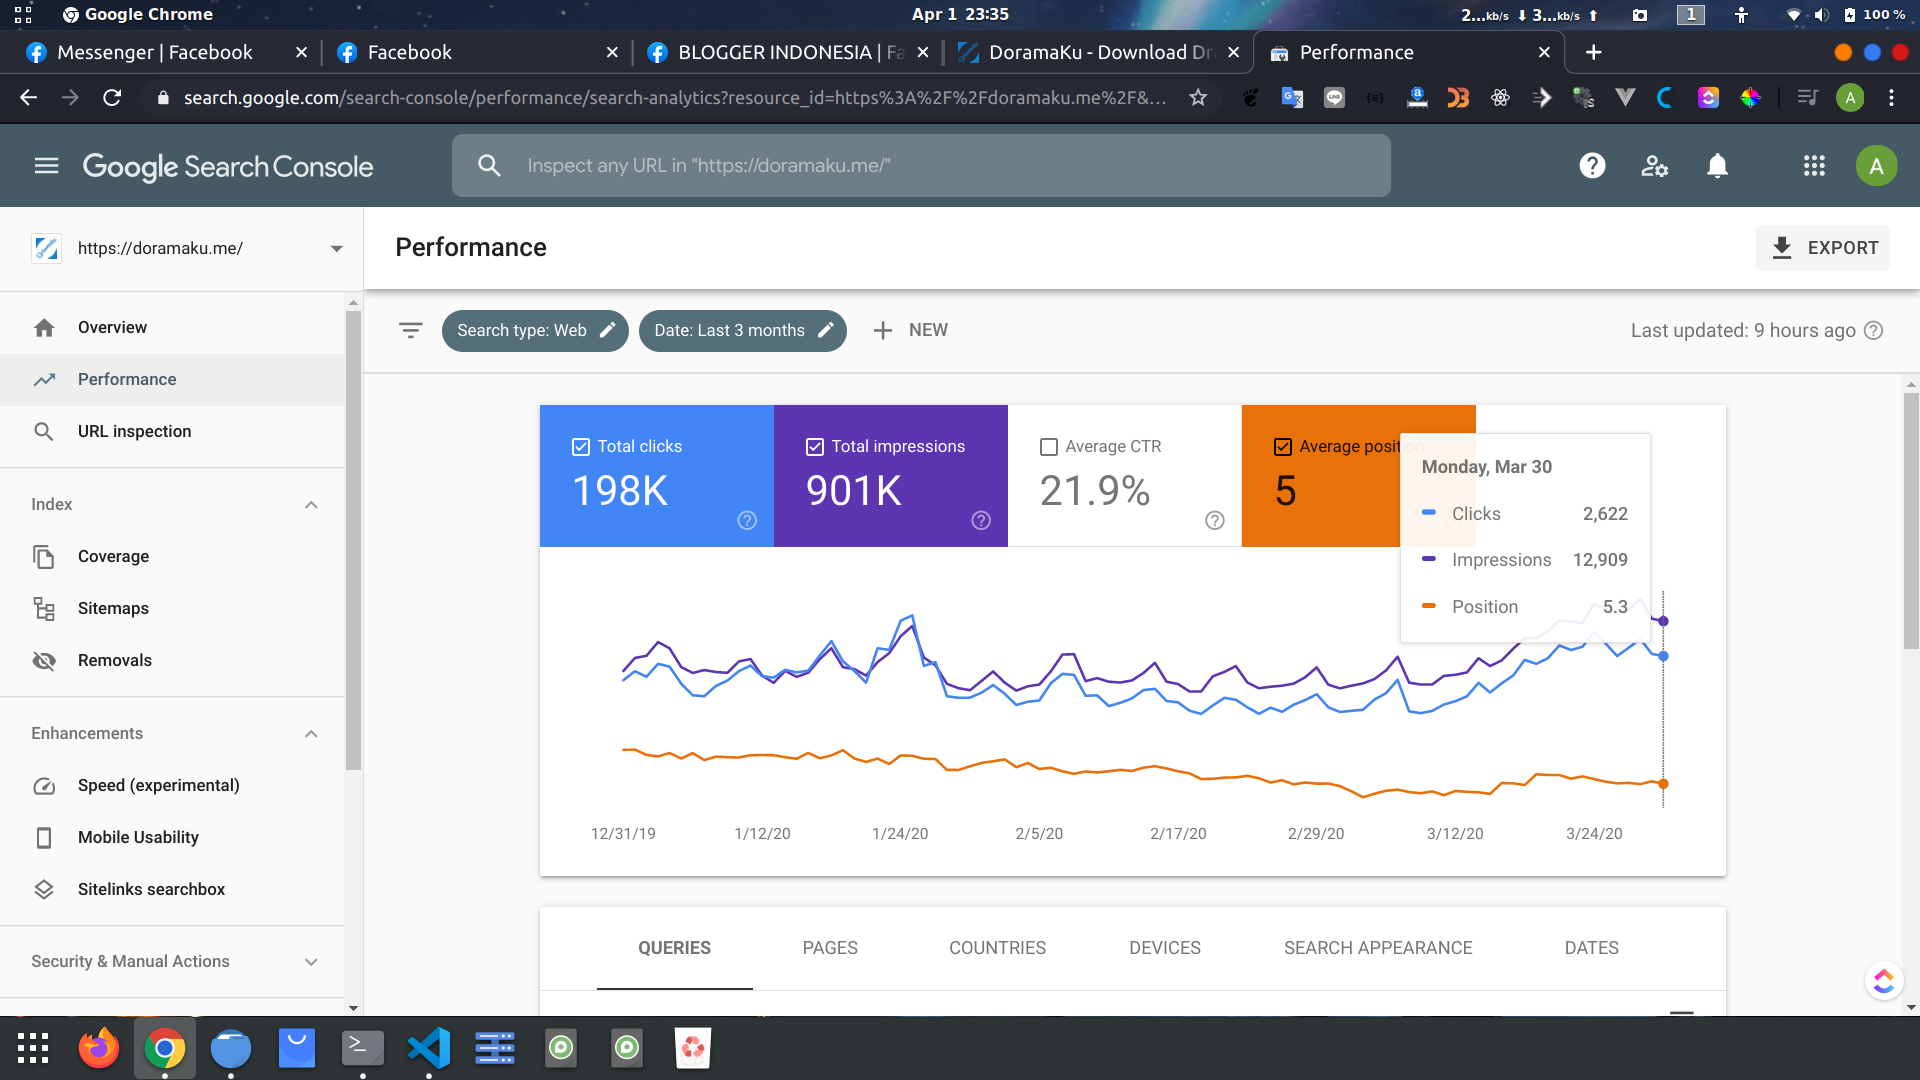 Google Chrome
Apr 1 23:35
2...kb/s ⬇ 3...kb/s ⬆
1
100 %
Messenger | Facebook
Facebook
BLOGGER INDONESIA | Fa
DoramaKu - Download Dra
Performance
search.google.com/search-console/performance/search-analytics?resource_id=https%3A%2F%2Fdoramaku.me%2F&...
A
Google Search Console
Inspect any URL in "https://doramaku.me/"
A
https://doramaku.me/
Performance
EXPORT
Overview
Performance
URL inspection
Index
Coverage
Sitemaps
Removals
Enhancements
Speed (experimental)
Mobile Usability
Sitelinks searchbox
Security & Manual Actions
Search type: Web
Date: Last 3 months
NEW
Last updated: 9 hours ago
Total clicks
198K
Total impressions
901K
Average CTR
21.9%
Average position
5
Monday, Mar 30
Clicks 2,622
Impressions 12,909
Position 5.3
12/31/19 1/12/20 1/24/20 2/5/20 2/17/20 2/29/20 3/12/20 3/24/20
QUERIES PAGES COUNTRIES DEVICES SEARCH APPEARANCE DATES